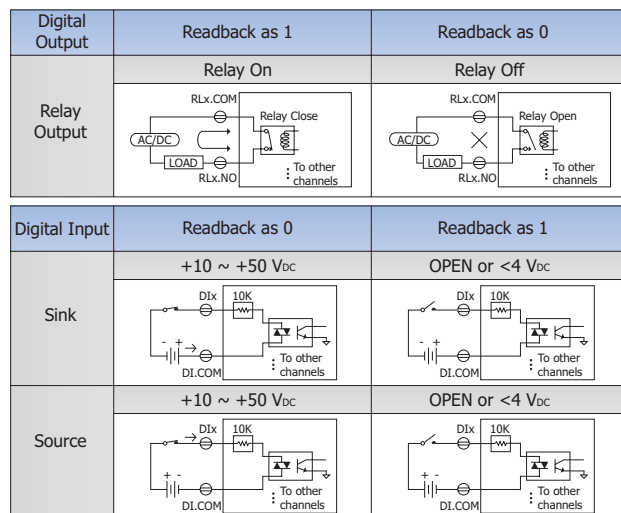 Digital Output
Readback as 1
Readback as 0
Relay Output
Relay On
Relay Off
RLx.COM
Relay Close
AC/DC
LOAD
RLx.NO
To other
channels
RLx.COM
Relay Open
AC/DC
LOAD
RLx.NO
To other
channels
Digital Input
Readback as 0
Readback as 1
Sink
+10 ~ +50 VDC
OPEN or <4 VDC
DIx
10K
- +
DI.COM
To other
channels
DIx
10K
- +
DI.COM
To other
channels
Source
+10 ~ +50 VDC
OPEN or <4 VDC
DIx
10K
+ -
DI.COM
To other
channels
DIx
10K
+ -
DI.COM
To other
channels